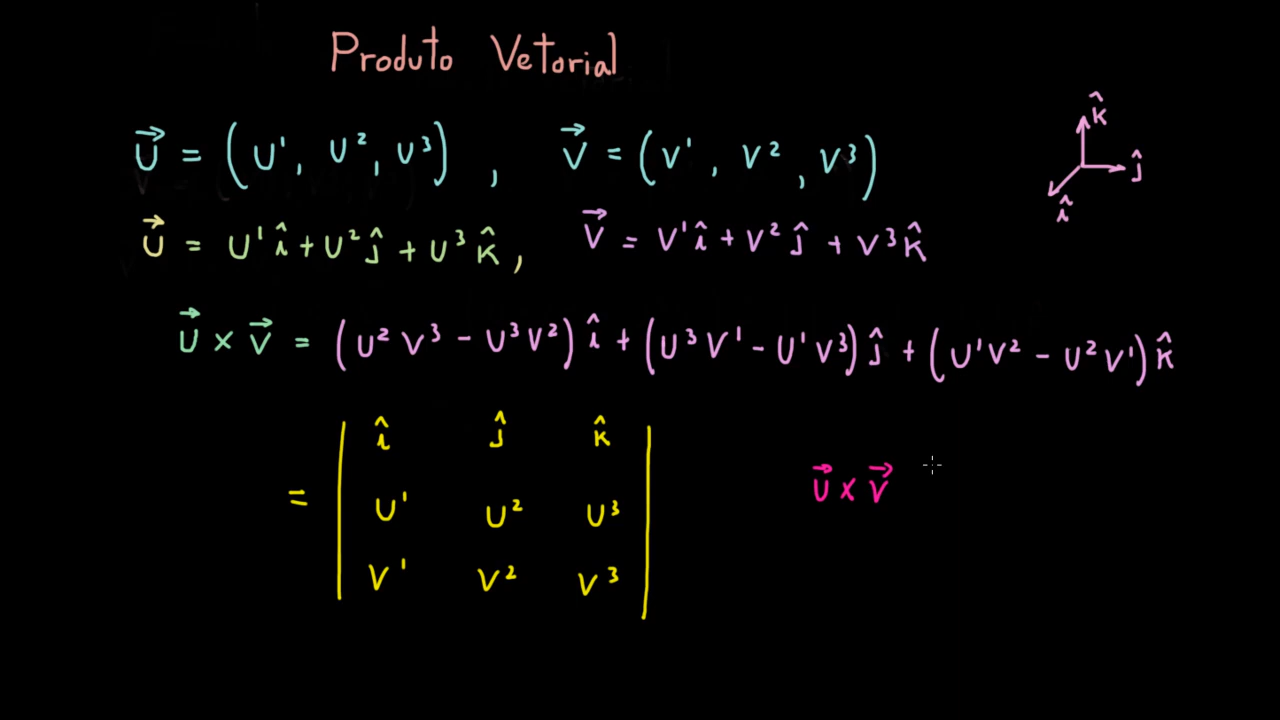 Produto Vetorial
k̂
ĵ
î
U⃗ = (U¹, U², U³), V⃗ = (V¹, V², V³)
U⃗ = U¹î + U²ĵ + U³k̂, V⃗ = V¹î + V²ĵ + V³k̂
U⃗ × V⃗ = (U²V³ - U³V²)î + (U³V¹ - U¹V³)ĵ + (U¹V² - U²V¹)k̂
= | î ĵ k̂ |
| U¹ U² U³ |
| V¹ V² V³ |
U⃗ × V⃗